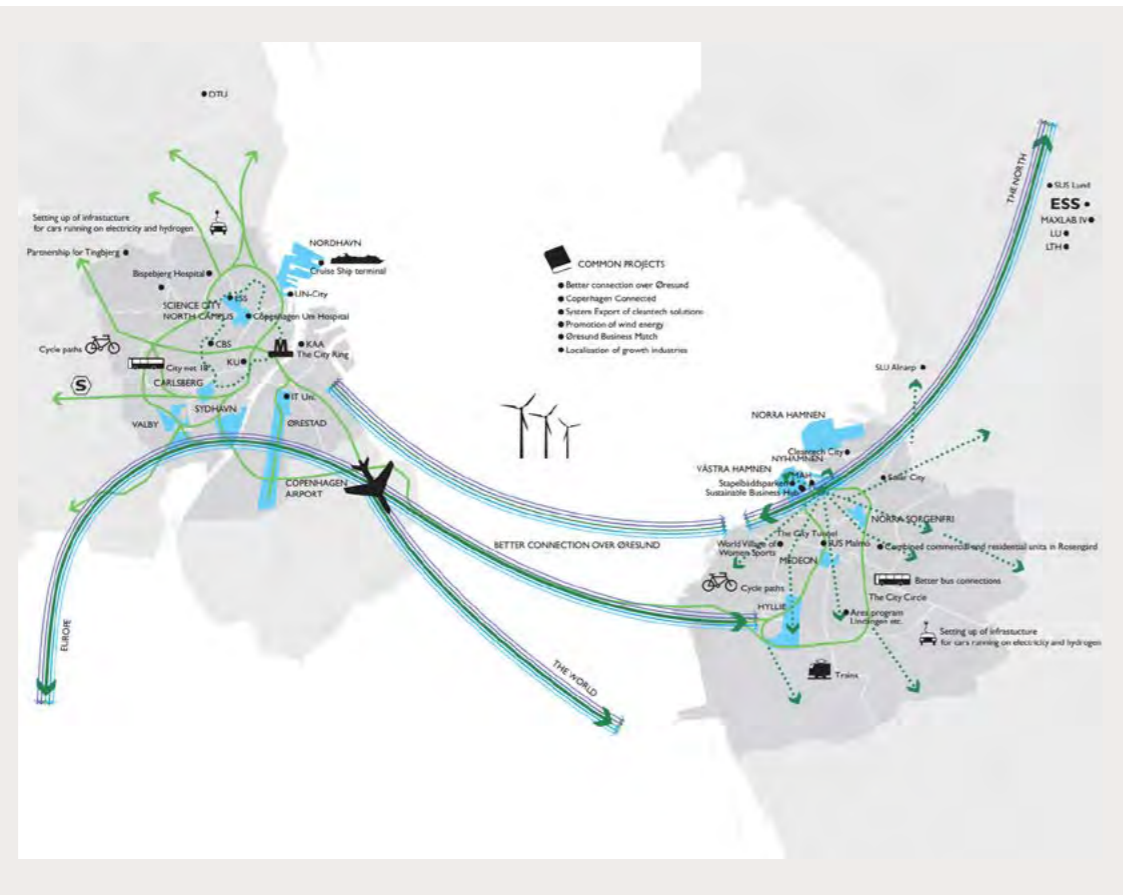 DTU
Setting up of infrastucture
for cars running on electricity and hydrogen
Partnership for Tingbjerg
Bispebjerg Hospital
SCIENCE CITY
NORTH CAMPUS
ESS
Copenhagen Uni Hospital
NORDHAVN
Cruise Ship terminal
UN-City
Cycle paths
CBS
KU
M
KAA
The City Ring
City net
CARLSBERG
S
SYDHAVN
VALBY
IT Uni
ØRESTAD
COPENHAGEN
AIRPORT
COMMON PROJECTS
Better connection over Øresund
Copenhagen Connected
System Export of cleantech solutions
Promotion of wind energy
Øresund Business Match
Localisation of growth industries
THE NORTH
SUS Lund
ESS
MAXLAB IV
LU
LTH
SLU Alnarp
NORRA HAMNEN
Cleantech City
NYHAMNEN
VÄSTRA HAMNEN
MAH
Stapelbäddsparken
Sustainable Business Hub
Solar City
NORRA SORGENFRI
The City Tunnel
World Village of
Women Sports
SUS Malmö
Combined commercial and residential units in Rosengård
MEDEON
Cycle paths
Better bus connections
The City Circle
HYLLIE
Area program
Lindängen etc.
Setting up of infrastucture
for cars running on electricity and hydrogen
Trains
BETTER CONNECTION OVER ØRESUND
EUROPE
THE WORLD